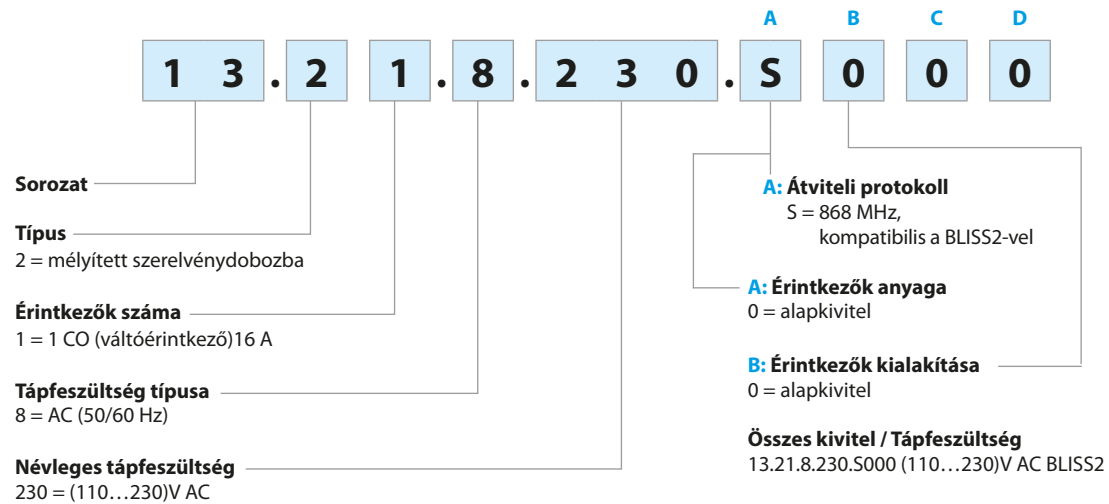 A B C D
1 3 . 2 1 . 8 . 2 3 0 . S 0 0 0
Sorozat
Típus
2 = mélyített szerelvénydobozba
Érintkezők száma
1 = 1 CO (váltóérintkező)16 A
Tápfeszültség típusa
8 = AC (50/60 Hz)
Névleges tápfeszültség
230 = (110…230)V AC
A: Átviteli protokoll
S = 868 MHz,
kompatibilis a BLISS2-vel
A: Érintkezők anyaga
0 = alapkivitel
B: Érintkezők kialakítása
0 = alapkivitel
Összes kivitel / Tápfeszültség
13.21.8.230.S000 (110…230)V AC BLISS2